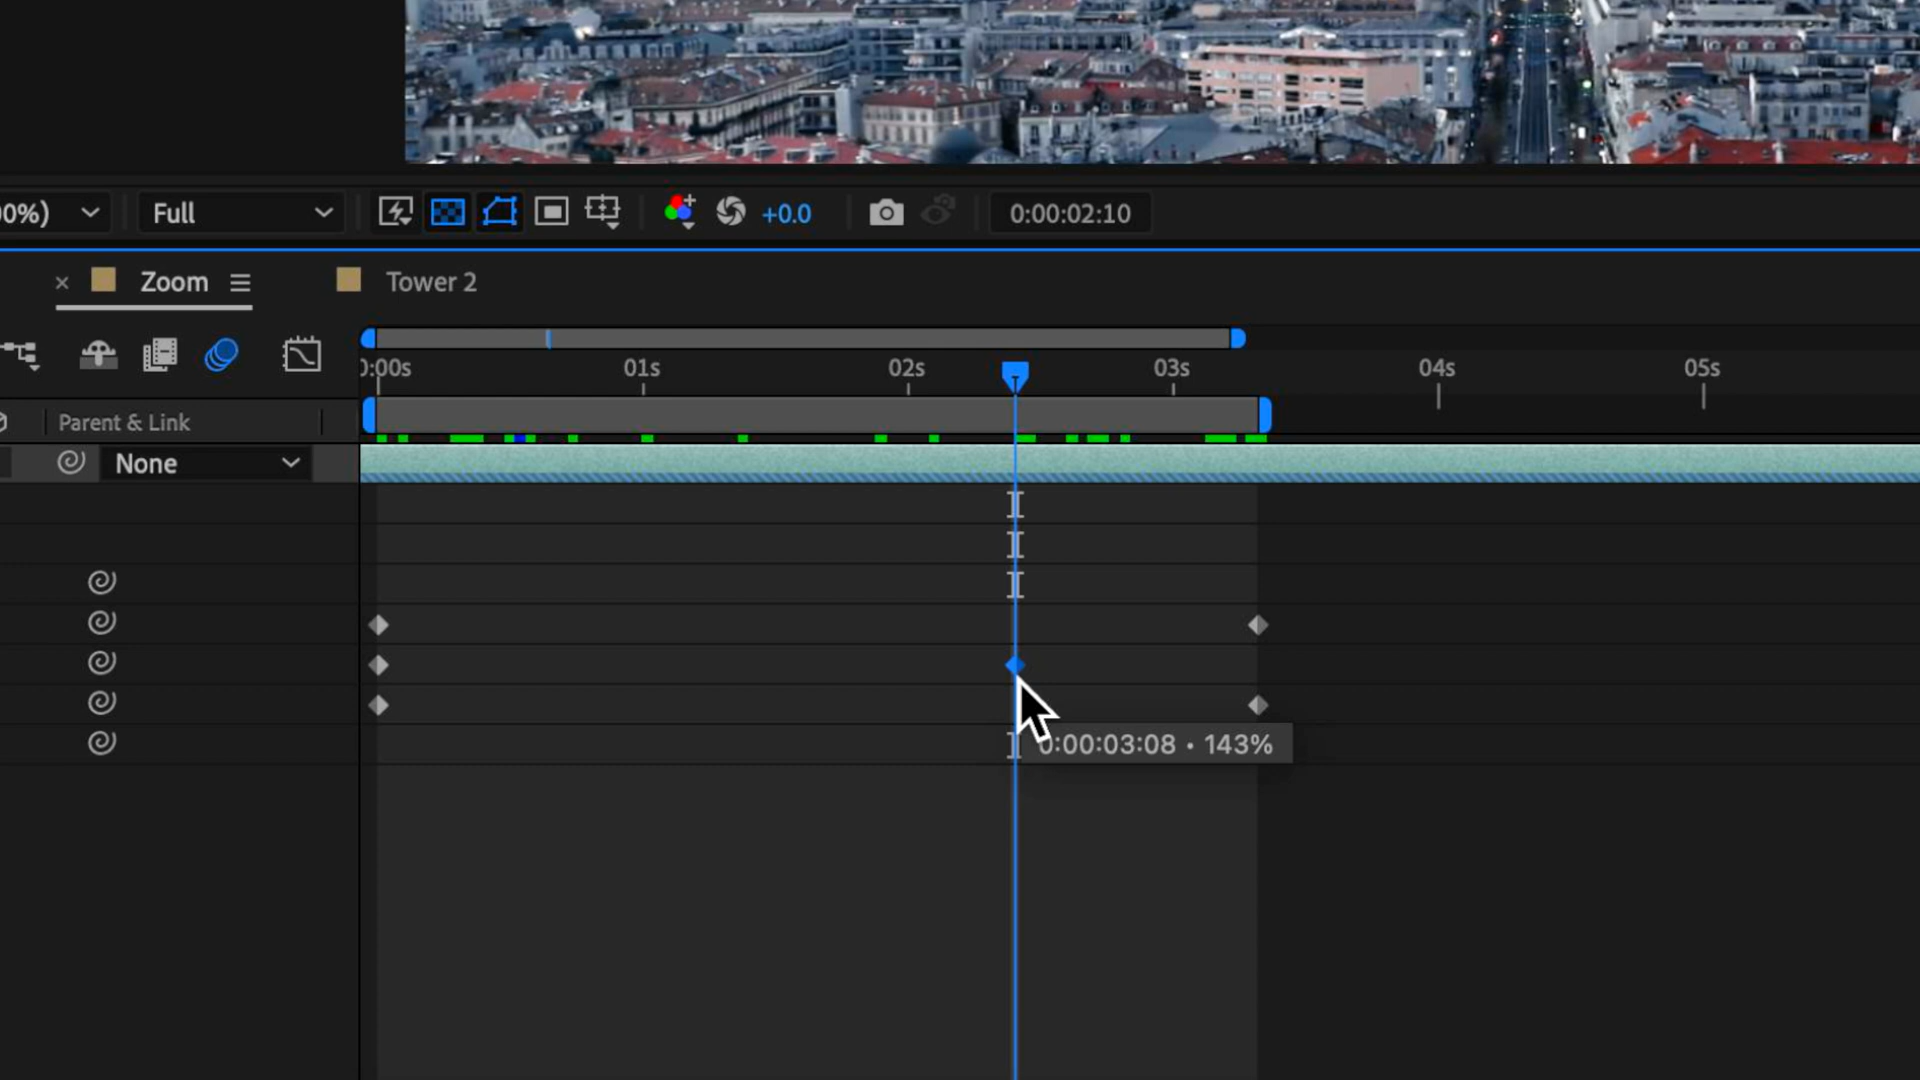 00%)
Full
+0.0
0:00:02:10
Zoom
Tower 2
0:00s
01s
02s
03s
04s
05s
Parent & Link
None
0:00:03:08 • 143%